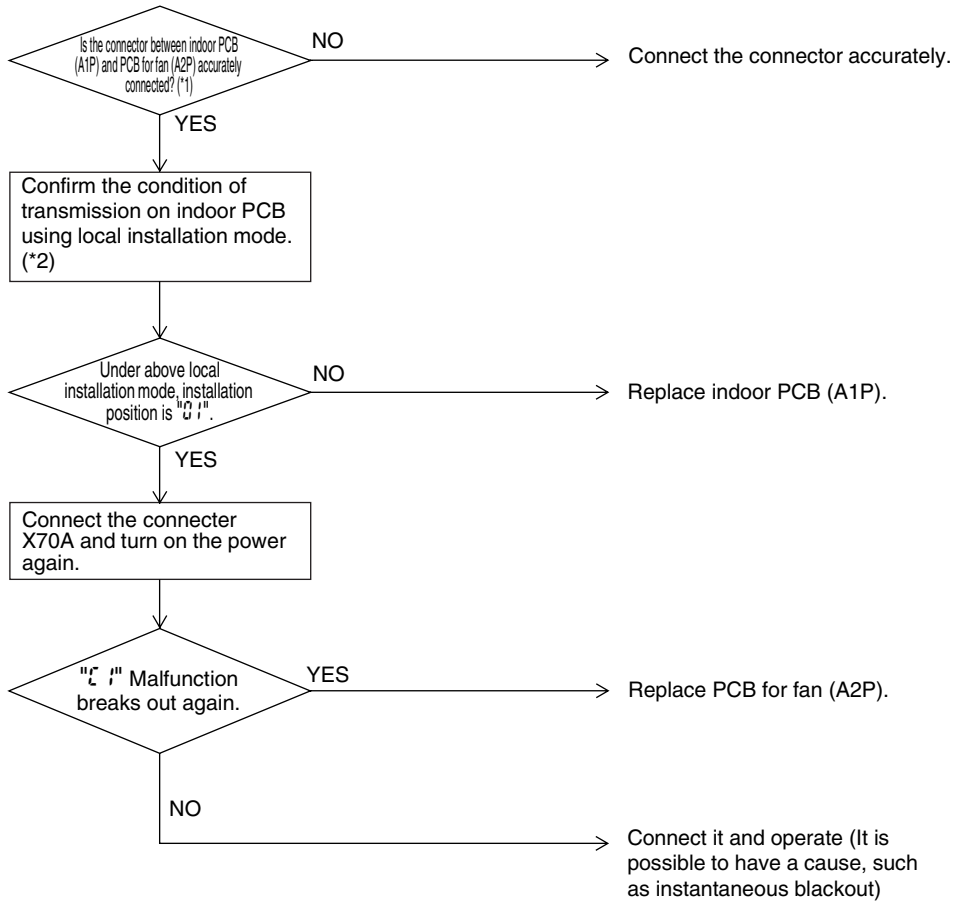 Is the connector between indoor PCB
(A1P) and PCB for fan (A2P) accurately
connected? (*1)
NO
Connect the connector accurately.
YES
Confirm the condition of
transmission on indoor PCB
using local installation mode.
(*2)
Under above local
installation mode, installation
position is "01".
NO
Replace indoor PCB (A1P).
YES
Connect the connecter
X70A and turn on the power
again.
"C1" Malfunction
breaks out again.
YES
Replace PCB for fan (A2P).
NO
Connect it and operate (It is
possible to have a cause, such
as instantaneous blackout)